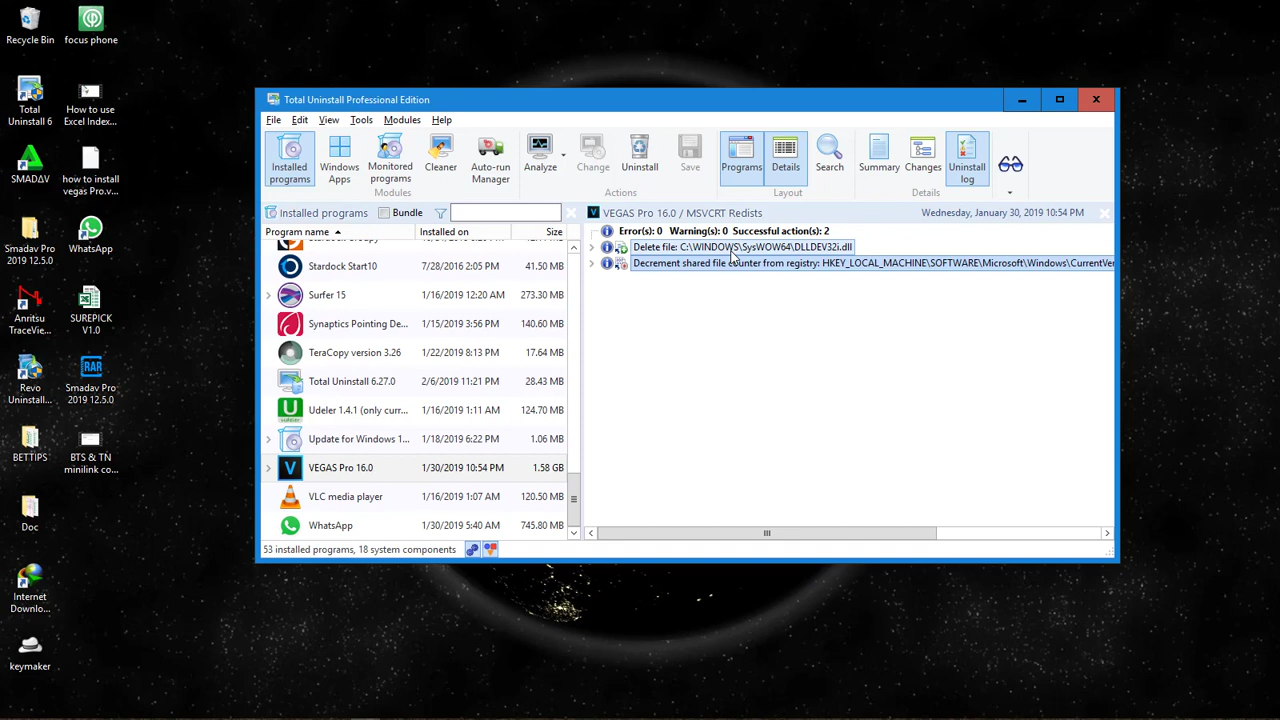 Recycle Bin
focus phone
Total
Uninstall 6
How to use
Excel Index...
SMADΔV
how to install
vegas Pro.v...
Smadav Pro
2019 12.5.0
WhatsApp
Anritsu
TraceVie...
SUREPICK
V1.0
Revo
Uninstall...
RAR
Smadav Pro
2019 12.5.0
BETTIPS
BTS & TN
minilink co...
Doc
Internet
Downlo...
keymaker
Total Uninstall Professional Edition
File Edit View Tools Modules Help
Installed
programs
Windows
Apps
Monitored
programs
Cleaner
Auto-run
Manager
Modules
Analyze
Change
Uninstall
Save
Actions
Programs
Details
Search
Layout
Summary
Changes
Uninstall
log
Details
Installed programs
Bundle
VEGAS Pro 16.0 / MSVCRT Redists
Wednesday, January 30, 2019 10:54 PM
Program name Installed on Size
Stardock Start10 7/28/2016 2:05 PM 41.50 MB
Surfer 15 1/16/2019 12:20 AM 273.30 MB
Synaptics Pointing De... 1/15/2019 3:56 PM 140.60 MB
TeraCopy version 3.26 1/22/2019 8:13 PM 17.64 MB
Total Uninstall 6.27.0 2/6/2019 11:21 PM 28.43 MB
Udeler 1.4.1 (only curr... 1/16/2019 1:11 AM 124.70 MB
Update for Windows 1... 1/18/2019 6:22 PM 1.06 MB
VEGAS Pro 16.0 1/30/2019 10:54 PM 1.58 GB
VLC media player 1/16/2019 1:07 AM 120.50 MB
WhatsApp 1/30/2019 5:40 AM 745.80 MB
53 installed programs, 18 system components
Error(s): 0 Warning(s): 0 Successful action(s): 2
Delete file: C:\WINDOWS\SysWOW64\DLLDEV32i.dll
Decrement shared file counter from registry: HKEY_LOCAL_MACHINE\SOFTWARE\Microsoft\Windows\CurrentVer